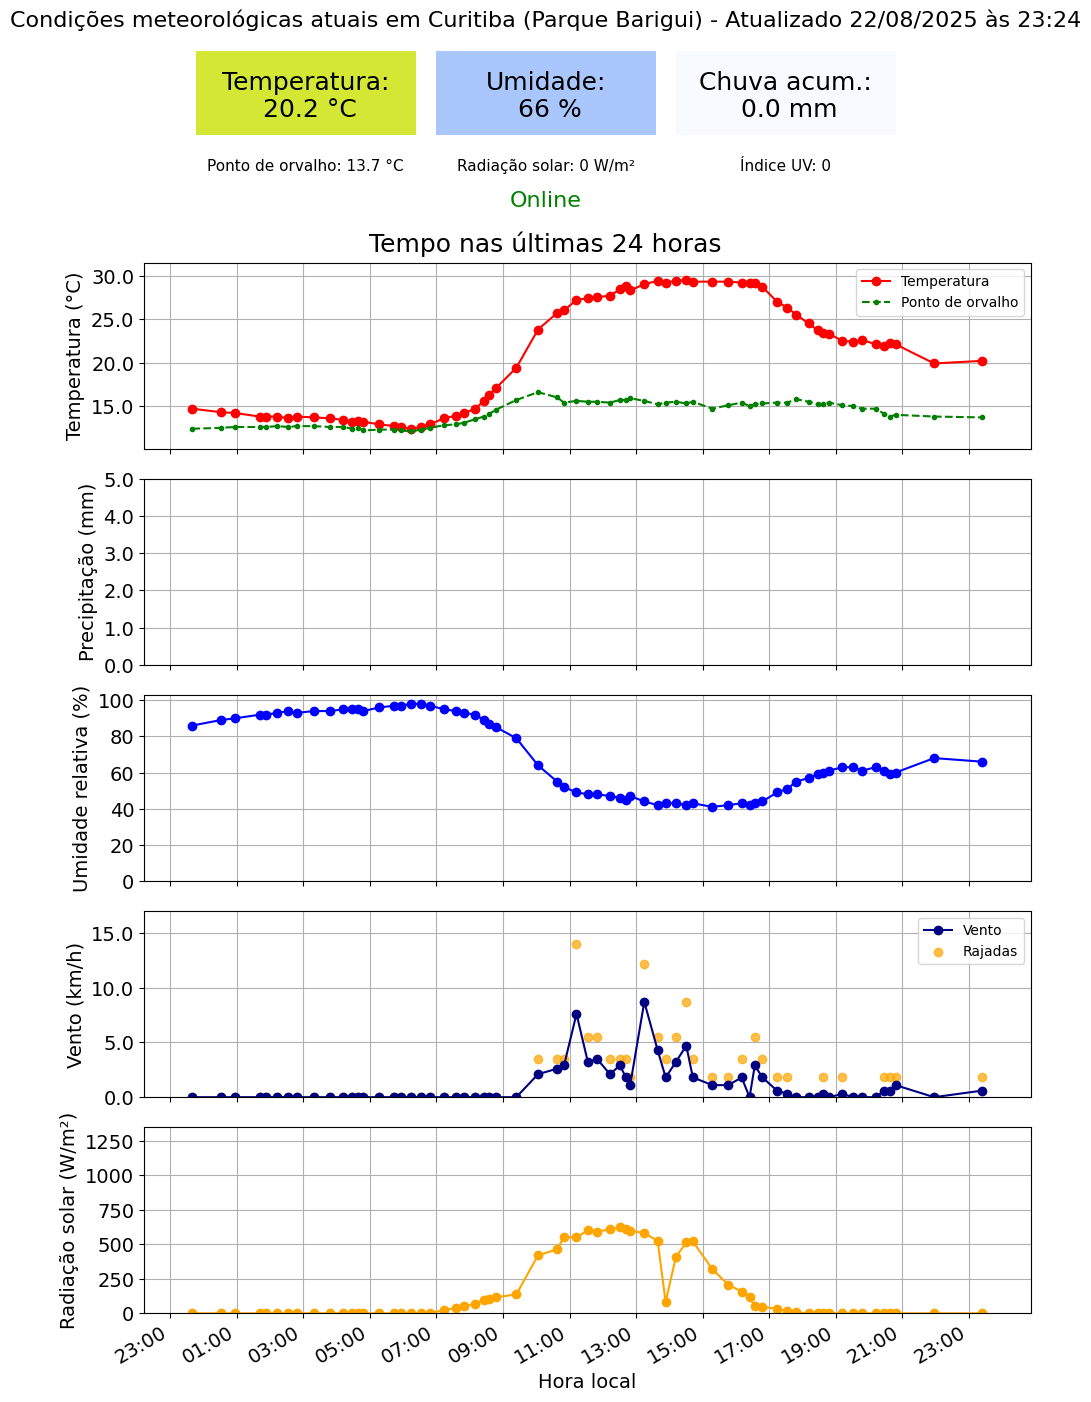 Condições meteorológicas atuais em Curitiba (Parque Barigui) - Atualizado 22/08/2025 às 23:24
Temperatura:
20.2 °C
Umidade:
66 %
Chuva acum.:
0.0 mm
Ponto de orvalho: 13.7 °C
Radiação solar: 0 W/m²
Índice UV: 0
Online
Tempo nas últimas 24 horas
Temperatura (°C)
30.0
25.0
20.0
15.0
Temperatura
Ponto de orvalho
Precipitação (mm)
5.0
4.0
3.0
2.0
1.0
0.0
Umidade relativa (%)
100
80
60
40
20
0
Vento (km/h)
15.0
10.0
5.0
0.0
Vento
Rajadas
Radiação solar (W/m²)
1250
1000
750
500
250
0
23:00
01:00
03:00
05:00
07:00
09:00
11:00
13:00
15:00
17:00
19:00
21:00
23:00
Hora local